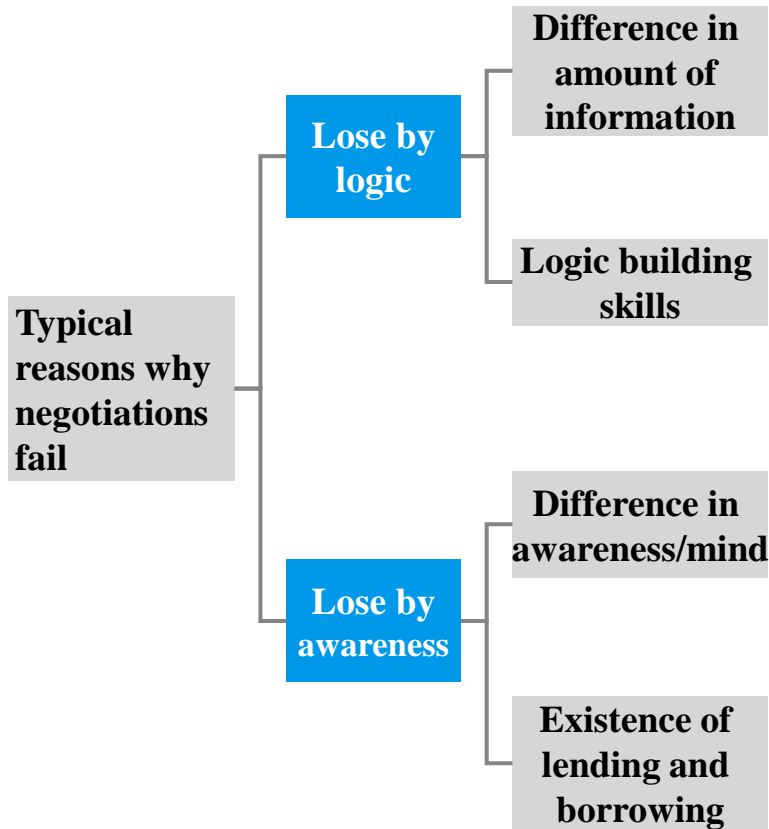 Difference in
amount of
information
Lose by
logic
Logic building
skills
Typical
reasons why
negotiations
fail
Difference in
awareness/mind
Lose by
awareness
Existence of
lending and
borrowing